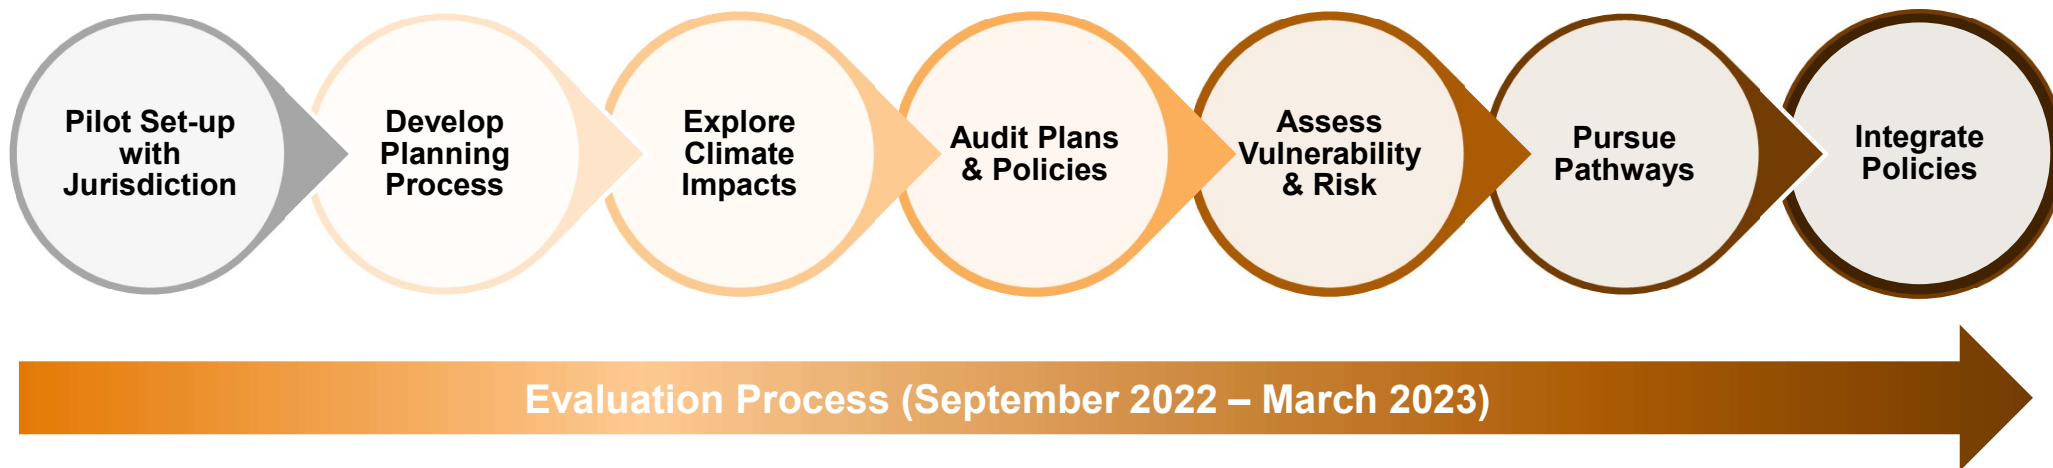 Pilot Set-up
with
Jurisdiction
Develop
Planning
Process
Explore
Climate
Impacts
Audit Plans
& Policies
Assess
Vulnerability
& Risk
Pursue
Pathways
Integrate
Policies
Evaluation Process (September 2022 – March 2023)